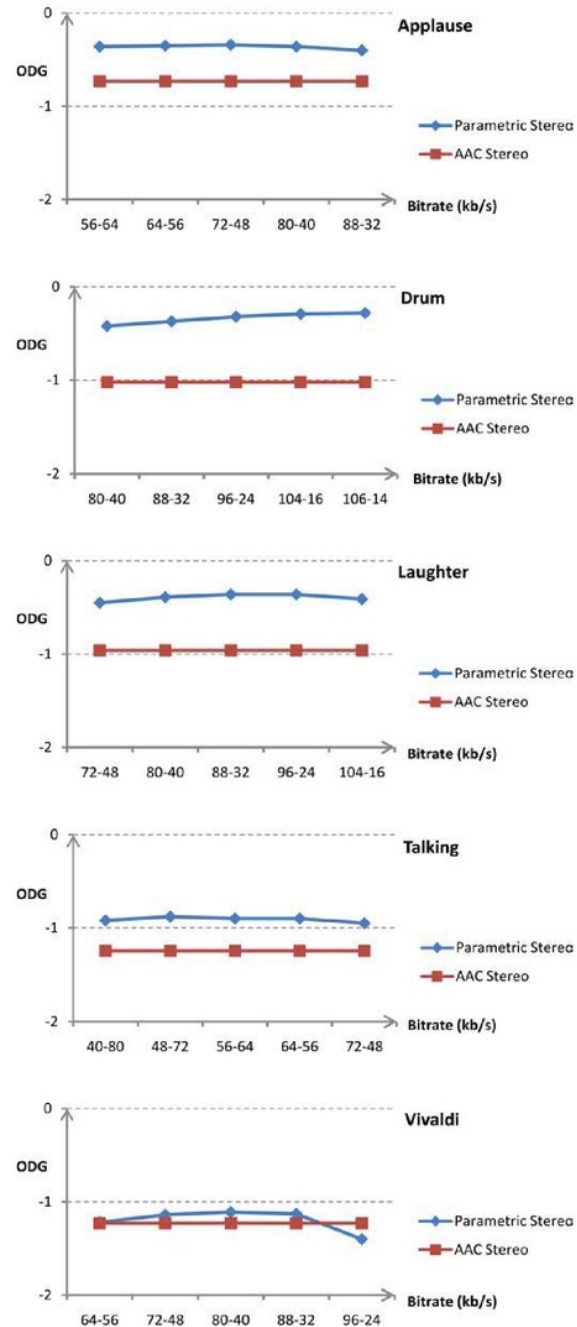 0
Applause
ODG
-1
Parametric Stereo
AAC Stereo
-2
Bitrate (kb/s)
56-64 64-56 72-48 80-40 88-32
0
Drum
ODG
-1
Parametric Stereo
AAC Stereo
-2
Bitrate (kb/s)
80-40 88-32 96-24 104-16 106-14
0
Laughter
ODG
-1
Parametric Stereo
AAC Stereo
-2
Bitrate (kb/s)
72-48 80-40 88-32 96-24 104-16
0
Talking
ODG
-1
Parametric Stereo
AAC Stereo
-2
Bitrate (kb/s)
40-80 48-72 56-64 64-56 72-48
0
Vivaldi
ODG
-1
Parametric Stereo
AAC Stereo
-2
Bitrate (kb/s)
64-56 72-48 80-40 88-32 96-24